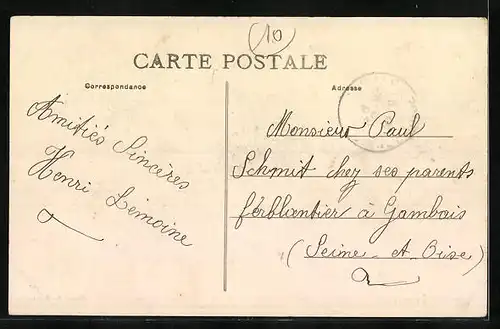 10
CARTE POSTALE
Correspondance
Adresse
Amitiés Sincères
Henri Lemoine
Monsieur Paul
Schmit chez ses parents
ferblantier à Gambais
(Seine-et-Oise)